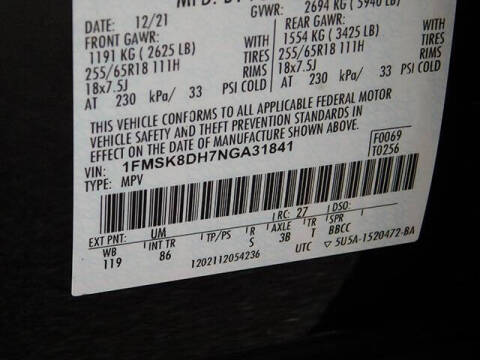 DATE: 12/21 GVWR: 2694 KG ( 5940 LB)
FRONT GAWR: REAR GAWR:
1191 KG ( 2625 LB) WITH 1554 KG ( 3425 LB) WITH
255/65R18 111H TIRES 255/65R18 111H TIRES
18x7.5J RIMS 18x7.5J RIMS
AT 230 kPa/ 33 PSI COLD AT 230 kPa/ 33 PSI COLD
THIS VEHICLE CONFORMS TO ALL APPLICABLE FEDERAL MOTOR
VEHICLE SAFETY AND THEFT PREVENTION STANDARDS IN
EFFECT ON THE DATE OF MANUFACTURE SHOWN ABOVE.
VIN: 1FMSK8DH7NGA31841 F0069
TYPE: MPV T0256
EXT PNT: UM RC: 27 DSO:
WB INT TR TP/PS R AXLE TR SPR
119 86 S 3B T BBCC
1202112054236 UTC ▽5U5A-1520472-BA